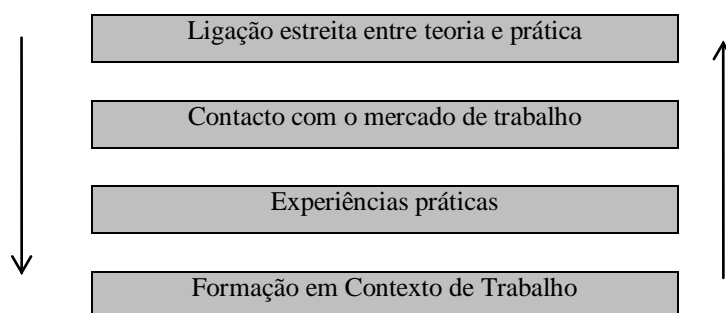 Ligação estreita entre teoria e prática
Contacto com o mercado de trabalho
Experiências práticas
Formação em Contexto de Trabalho